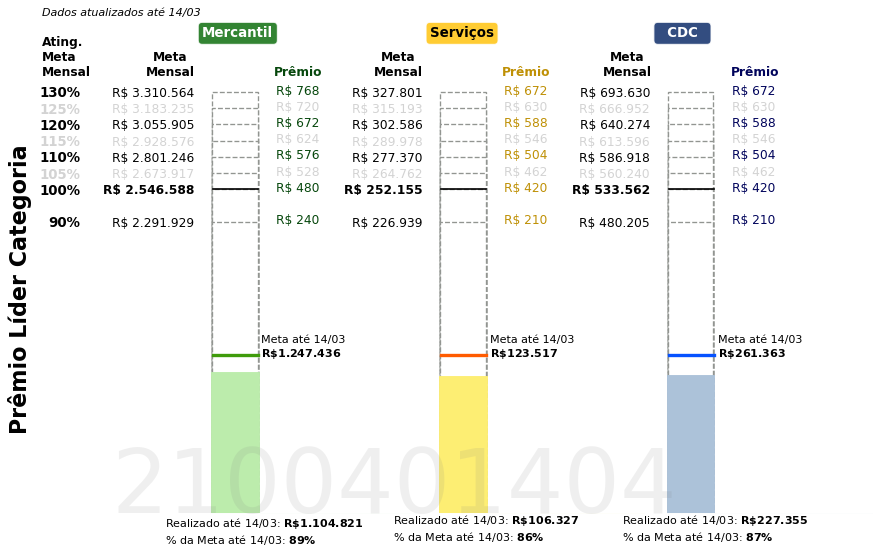 Dados atualizados até 14/03
Mercantil Serviços CDC
Ating. Meta Mensal Meta Mensal Prêmio Meta Mensal Prêmio Meta Mensal Prêmio
130% R$ 3.310.564 R$ 768 R$ 327.801 R$ 672 R$ 693.630 R$ 672
125% R$ 3.183.235 R$ 720 R$ 315.193 R$ 630 R$ 666.952 R$ 630
120% R$ 3.055.905 R$ 672 R$ 302.586 R$ 588 R$ 640.274 R$ 588
115% R$ 2.928.576 R$ 624 R$ 289.978 R$ 546 R$ 613.596 R$ 546
110% R$ 2.801.246 R$ 576 R$ 277.370 R$ 504 R$ 586.918 R$ 504
105% R$ 2.673.917 R$ 528 R$ 264.762 R$ 462 R$ 560.240 R$ 462
100% R$ 2.546.588 R$ 480 R$ 252.155 R$ 420 R$ 533.562 R$ 420
90% R$ 2.291.929 R$ 240 R$ 226.939 R$ 210 R$ 480.205 R$ 210
Prêmio Líder Categoria
Meta até 14/03 Meta até 14/03 Meta até 14/03
R$1.247.436 R$123.517 R$261.363
2100401404
Realizado até 14/03: R$1.104.821 Realizado até 14/03: R$106.327 Realizado até 14/03: R$227.355
% da Meta até 14/03: 89% % da Meta até 14/03: 86% % da Meta até 14/03: 87%